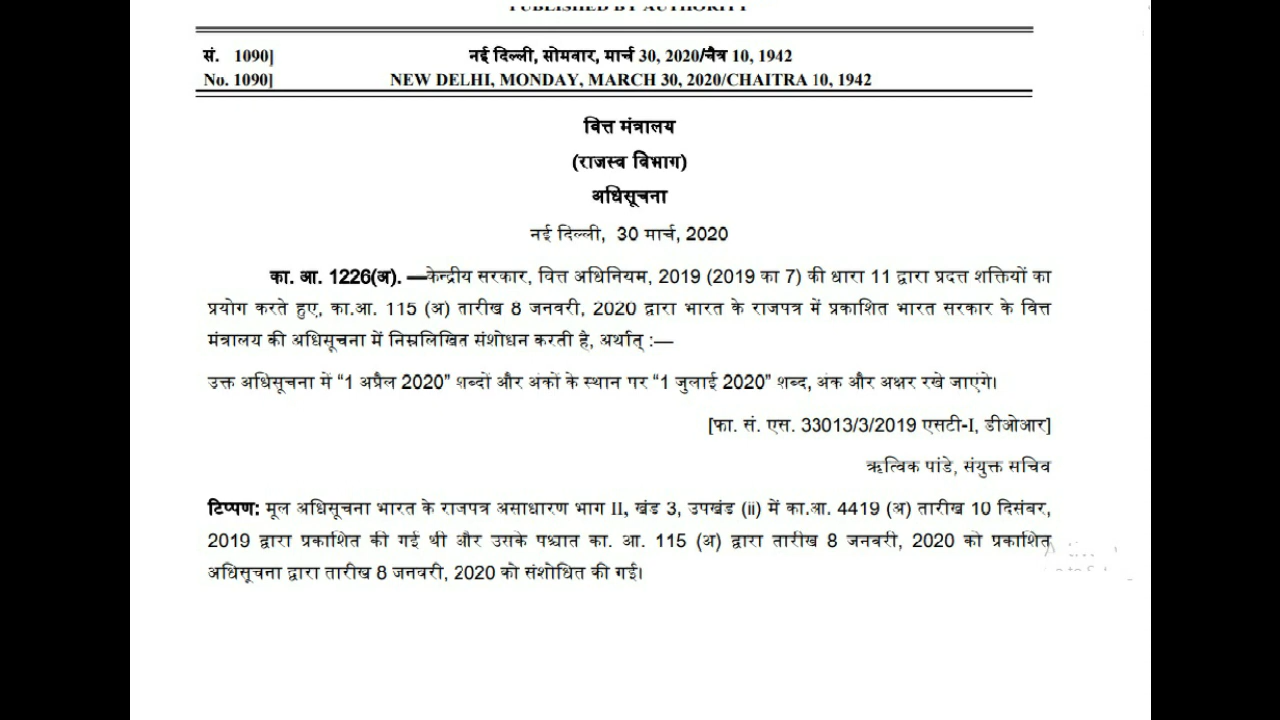 PUBLISHED BY AUTHORITY
सं. 1090] नई दिल्ली, सोमवार, मार्च 30, 2020/चैत्र 10, 1942
No. 1090] NEW DELHI, MONDAY, MARCH 30, 2020/CHAITRA 10, 1942
वित्त मंत्रालय
(राजस्व विभाग)
अधिसूचना
नई दिल्ली, 30 मार्च, 2020
का. आ. 1226(अ). —केन्द्रीय सरकार, वित्त अधिनियम, 2019 (2019 का 7) की धारा 11 द्वारा प्रदत्त शक्तियों का
प्रयोग करते हुए, का.आ. 115 (अ) तारीख 8 जनवरी, 2020 द्वारा भारत के राजपत्र में प्रकाशित भारत सरकार के वित्त
मंत्रालय की अधिसूचना में निम्नलिखित संशोधन करती है, अर्थात् :—
उक्त अधिसूचना में “1 अप्रैल 2020” शब्दों और अंकों के स्थान पर “1 जुलाई 2020” शब्द, अंक और अक्षर रखे जाएंगे।
[फा. सं. एस. 33013/3/2019 एसटी-I, डीओआर]
ऋत्विक पांडे, संयुक्त सचिव
टिप्पण: मूल अधिसूचना भारत के राजपत्र असाधारण भाग II, खंड 3, उपखंड (ii) में का.आ. 4419 (अ) तारीख 10 दिसंबर,
2019 द्वारा प्रकाशित की गई थी और उसके पश्चात का. आ. 115 (अ) द्वारा तारीख 8 जनवरी, 2020 को प्रकाशित
अधिसूचना द्वारा तारीख 8 जनवरी, 2020 को संशोधित की गई।